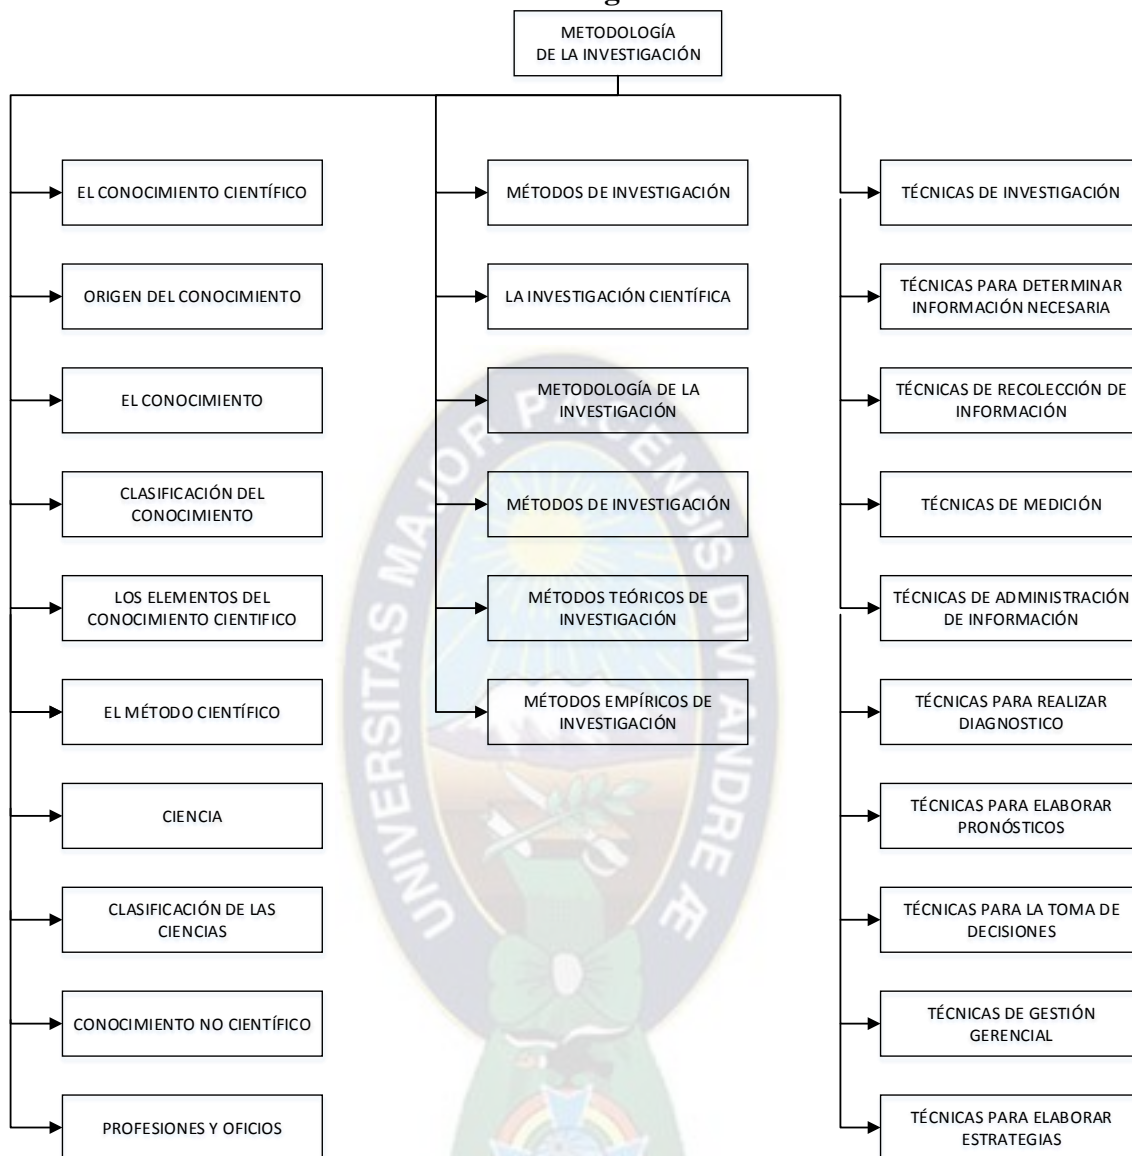 METODOLOGÍA
DE LA INVESTIGACIÓN
EL CONOCIMIENTO CIENTÍFICO
ORIGEN DEL CONOCIMIENTO
EL CONOCIMIENTO
CLASIFICACIÓN DEL
CONOCIMIENTO
LOS ELEMENTOS DEL
CONOCIMIENTO CIENTIFICO
EL MÉTODO CIENTÍFICO
CIENCIA
CLASIFICACIÓN DE LAS
CIENCIAS
CONOCIMIENTO NO CIENTÍFICO
PROFESIONES Y OFICIOS
MÉTODOS DE INVESTIGACIÓN
LA INVESTIGACIÓN CIENTÍFICA
METODOLOGÍA DE LA
INVESTIGACIÓN
MÉTODOS DE INVESTIGACIÓN
MÉTODOS TEÓRICOS DE
INVESTIGACIÓN
MÉTODOS EMPÍRICOS DE
INVESTIGACIÓN
TÉCNICAS DE INVESTIGACIÓN
TÉCNICAS PARA DETERMINAR
INFORMACIÓN NECESARIA
TÉCNICAS DE RECOLECCIÓN DE
INFORMACIÓN
TÉCNICAS DE MEDICIÓN
TÉCNICAS DE ADMINISTRACIÓN
DE INFORMACIÓN
TÉCNICAS PARA REALIZAR
DIAGNOSTICO
TÉCNICAS PARA ELABORAR
PRONÓSTICOS
TÉCNICAS PARA LA TOMA DE
DECISIONES
TÉCNICAS DE GESTIÓN
GERENCIAL
TÉCNICAS PARA ELABORAR
ESTRATEGIAS
UNIVERSITAS MAJOR PACENSIS DIVI ANDRE Æ